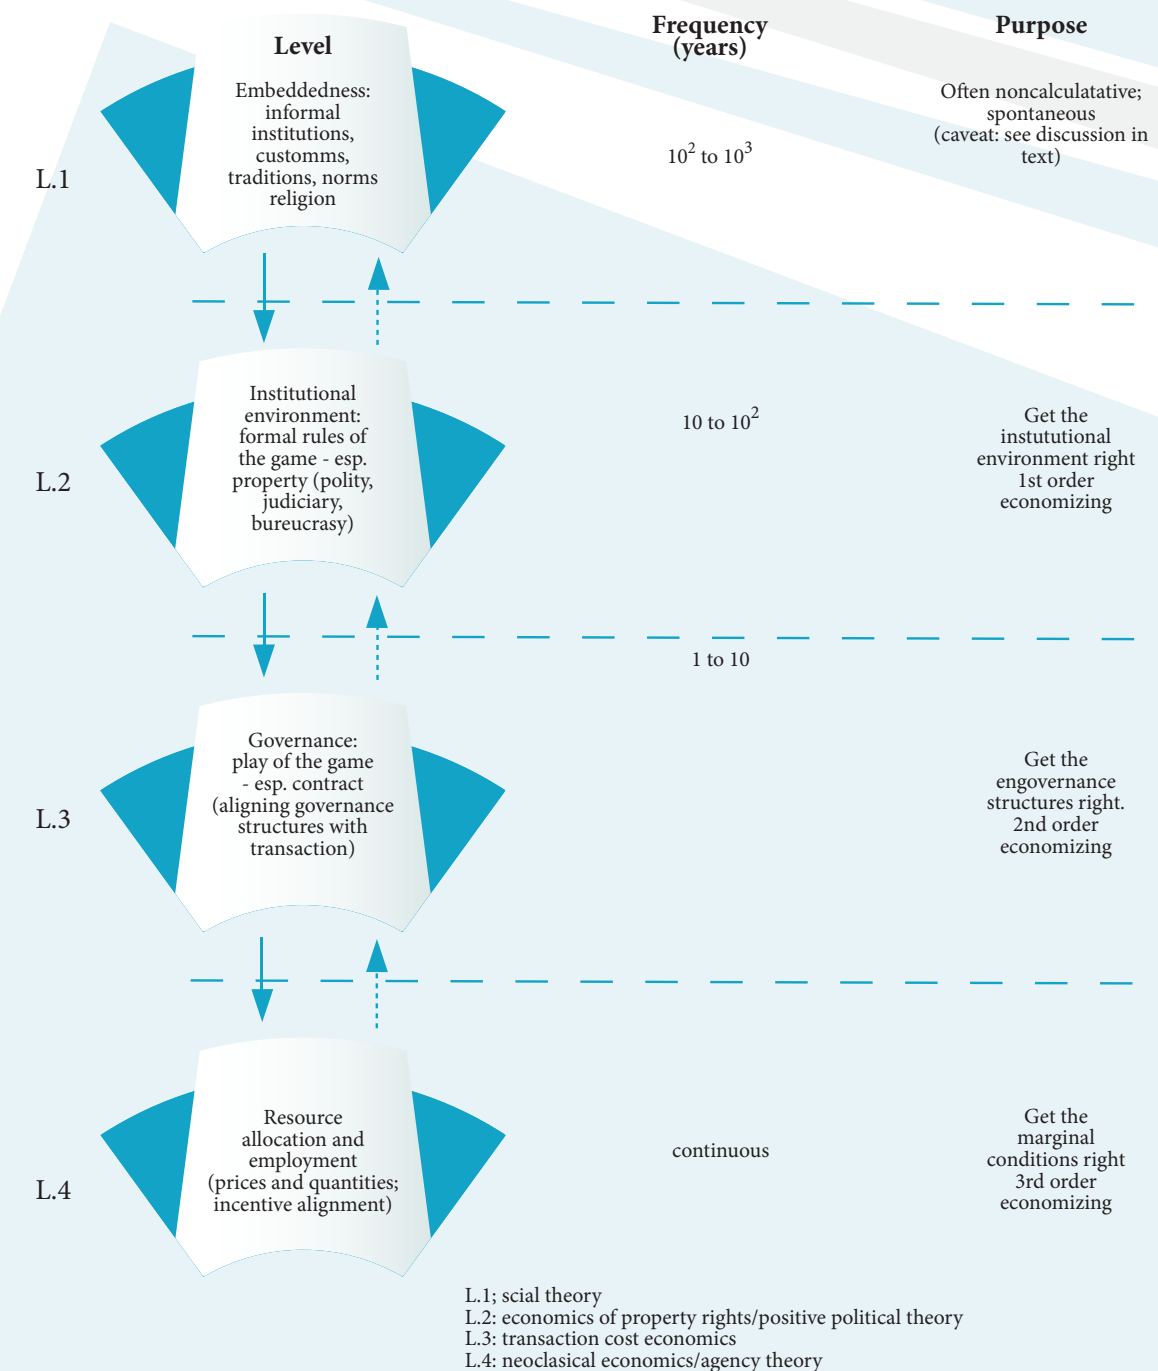 Level
Frequency
(years)
Purpose
L.1
Embeddedness:
informal
institutions,
customms,
traditions, norms
religion
10² to 10³
Often noncalculatative;
spontaneous
(caveat: see discussion in
text)
L.2
Institutional
environment:
formal rules of
the game - esp.
property (polity,
judiciary,
bureucrasy)
10 to 10²
Get the
instututional
environment right
1st order
economizing
L.3
Governance:
play of the game
- esp. contract
(aligning governance
structures with
transaction)
1 to 10
Get the
engovernance
structures right.
2nd order
economizing
L.4
Resource
allocation and
employment
(prices and quantities;
incentive alignment)
continuous
Get the
marginal
conditions right
3rd order
economizing
L.1; scial theory
L.2: economics of property rights/positive political theory
L.3: transaction cost economics
L.4: neoclasical economics/agency theory